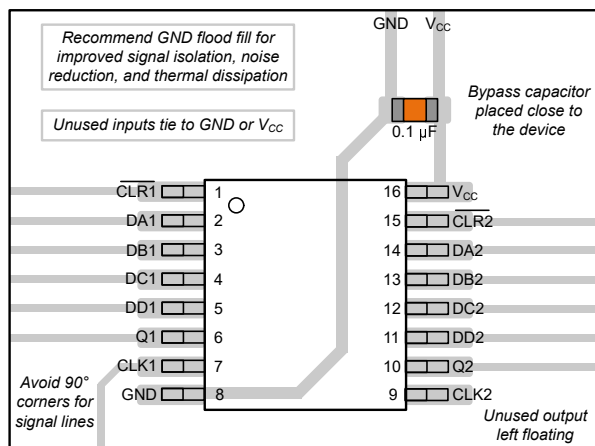 GND V_CC
Recommend GND flood fill for
improved signal isolation, noise
reduction, and thermal dissipation
Unused inputs tie to GND or V_CC
Bypass capacitor
placed close to
the device
0.1 µF
CLR1 1 16 V_CC
DA1 2 15 CLR2
DB1 3 14 DA2
DC1 4 13 DB2
DD1 5 12 DC2
Q1 6 11 DD2
CLK1 7 10 Q2
GND 8 9 CLK2
Avoid 90°
corners for
signal lines
Unused output
left floating